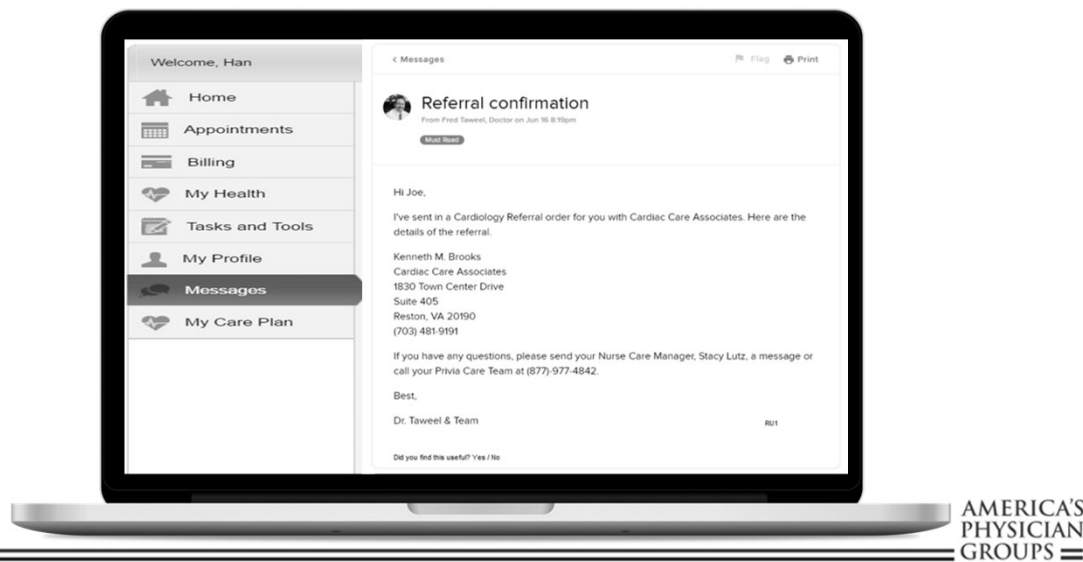 Welcome, Han
Home
Appointments
Billing
My Health
Tasks and Tools
My Profile
Messages
My Care Plan
< Messages
Flag
Print
Referral confirmation
From Fred Taweel, Doctor on Jun 16 8:19pm
Must Read
Hi Joe,
I've sent in a Cardiology Referral order for you with Cardiac Care Associates. Here are the
details of the referral.
Kenneth M. Brooks
Cardiac Care Associates
1830 Town Center Drive
Suite 405
Reston, VA 20190
(703) 481-9191
If you have any questions, please send your Nurse Care Manager, Stacy Lutz, a message or
call your Privia Care Team at (877)-977-4842.
Best,
Dr. Taweel & Team
RU1
Did you find this useful? Yes / No
AMERICA'S
PHYSICIAN
GROUPS